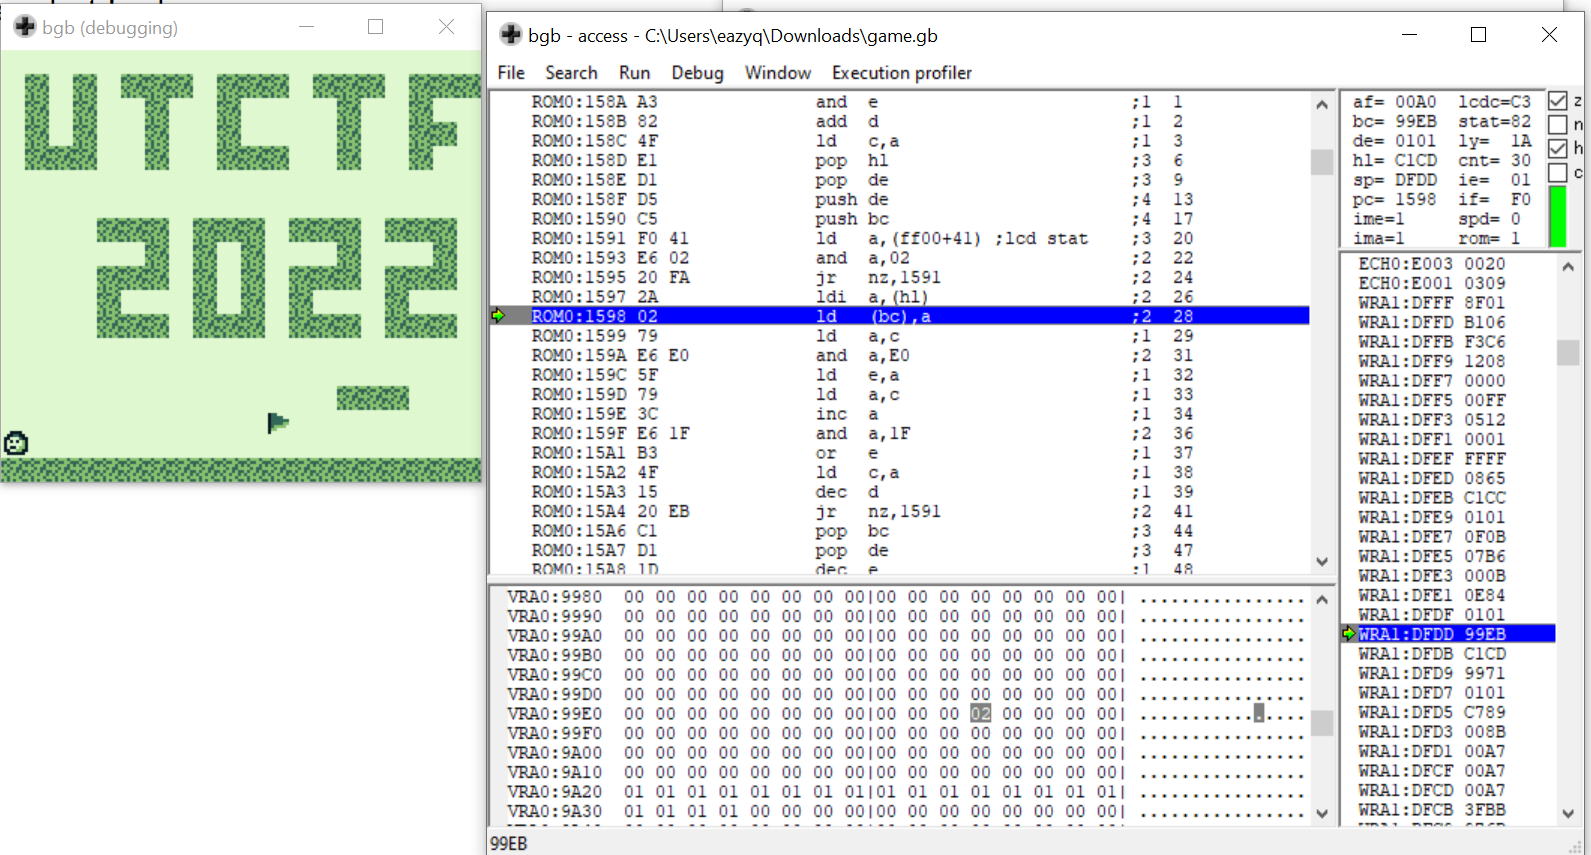 bgb (debugging)
UTCTF
2022
bgb - access - C:\Users\eazyq\Downloads\game.gb
File Search Run Debug Window Execution profiler
ROM0:158A A3 and e ;1 1
ROM0:158B 82 add d ;1 2
ROM0:158C 4F ld c,a ;1 3
ROM0:158D E1 pop hl ;3 6
ROM0:158E D1 pop de ;3 9
ROM0:158F D5 push de ;4 13
ROM0:1590 C5 push bc ;4 17
ROM0:1591 F0 41 ld a,(ff00+41) ;lcd stat ;3 20
ROM0:1593 E6 02 and a,02 ;2 22
ROM0:1595 20 FA jr nz,1591 ;2 24
ROM0:1597 2A ldi a,(hl) ;2 26
ROM0:1598 02 ld (bc),a ;2 28
ROM0:1599 79 ld a,c ;1 29
ROM0:159A E6 E0 and a,E0 ;2 31
ROM0:159C 5F ld e,a ;1 32
ROM0:159D 79 ld a,c ;1 33
ROM0:159E 3C inc a ;1 34
ROM0:159F E6 1F and a,1F ;2 36
ROM0:15A1 B3 or e ;1 37
ROM0:15A2 4F ld c,a ;1 38
ROM0:15A3 15 dec d ;1 39
ROM0:15A4 20 EB jr nz,1591 ;2 41
ROM0:15A6 C1 pop bc ;3 44
ROM0:15A7 D1 pop de ;3 47
ROM0:15A8 1D dec e ;1 48
af= 00A0 lcdc=C3 z
bc= 99EB stat=82 n
de= 0101 ly= 1A h
hl= C1CD cnt= 30 c
sp= DFDD ie= 01
pc= 1598 if= F0
ime=1 spd= 0
ima=1 rom= 1
ECH0:E003 0020
ECH0:E001 0309
WRA1:DFFF 8F01
WRA1:DFFD B106
WRA1:DFFB F3C6
WRA1:DFF9 1208
WRA1:DFF7 0000
WRA1:DFF5 00FF
WRA1:DFF3 0512
WRA1:DFF1 0001
WRA1:DFEF FFFF
WRA1:DFED 0865
WRA1:DFEB C1CC
WRA1:DFE9 0101
WRA1:DFE7 0F0B
WRA1:DFE5 07B6
WRA1:DFE3 000B
WRA1:DFE1 0E84
WRA1:DFDF 0101
WRA1:DFDD 99EB
WRA1:DFDB C1CD
WRA1:DFD9 9971
WRA1:DFD7 0101
WRA1:DFD5 C789
WRA1:DFD3 008B
WRA1:DFD1 00A7
WRA1:DFCF 00A7
WRA1:DFCD 00A7
WRA1:DFCB 3FBB
VRA0:9980 00 00 00 00 00 00 00 00|00 00 00 00 00 00 00 00| ................
VRA0:9990 00 00 00 00 00 00 00 00|00 00 00 00 00 00 00 00| ................
VRA0:99A0 00 00 00 00 00 00 00 00|00 00 00 00 00 00 00 00| ................
VRA0:99B0 00 00 00 00 00 00 00 00|00 00 00 00 00 00 00 00| ................
VRA0:99C0 00 00 00 00 00 00 00 00|00 00 00 00 00 00 00 00| ................
VRA0:99D0 00 00 00 00 00 00 00 00|00 00 00 00 00 00 00 00| ................
VRA0:99E0 00 00 00 00 00 00 00 00|00 00 00 02 00 00 00 00| ................
VRA0:99F0 00 00 00 00 00 00 00 00|00 00 00 00 00 00 00 00| ................
VRA0:9A00 00 00 00 00 00 00 00 00|00 00 00 00 00 00 00 00| ................
VRA0:9A10 00 00 00 00 00 00 00 00|00 00 00 00 00 00 00 00| ................
VRA0:9A20 01 01 01 01 01 01 01 01|01 01 01 01 01 01 01 01| ................
VRA0:9A30 01 01 01 01 00 00 00 00|00 00 00 00 00 00 00 00| ................
99EB